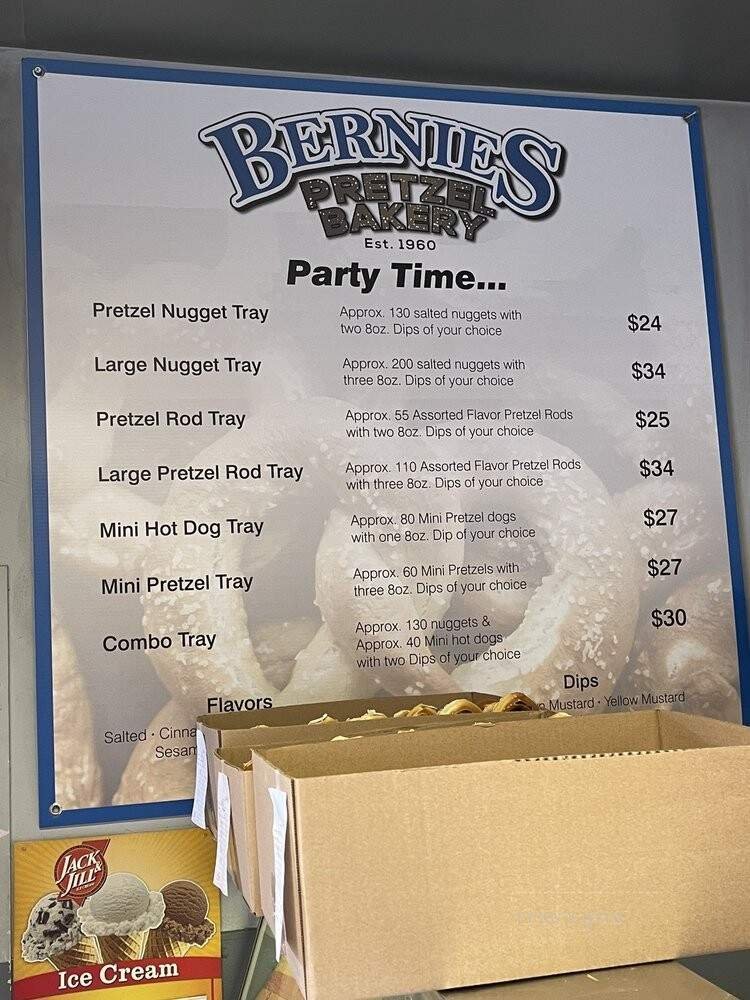 BERNIES
PRETZEL
BAKERY
Est. 1960
Party Time...
Pretzel Nugget Tray
Approx. 130 salted nuggets with
two 8oz. Dips of your choice
$24
Large Nugget Tray
Approx. 200 salted nuggets with
three 8oz. Dips of your choice
$34
Pretzel Rod Tray
Approx. 55 Assorted Flavor Pretzel Rods
with two 8oz. Dips of your choice
$25
Large Pretzel Rod Tray
Approx. 110 Assorted Flavor Pretzel Rods
with three 8oz. Dips of your choice
$34
Mini Hot Dog Tray
Approx. 80 Mini Pretzel dogs
with one 8oz. Dip of your choice
$27
Mini Pretzel Tray
Approx. 60 Mini Pretzels with
three 8oz. Dips of your choice
$27
Combo Tray
Approx. 130 nuggets &
Approx. 40 Mini hot dogs
with two Dips of your choice
$30
Flavors
Salted · Cinna
Sesam
Dips
Mustard · Yellow Mustard
JACK
&
JILL
Ice Cream